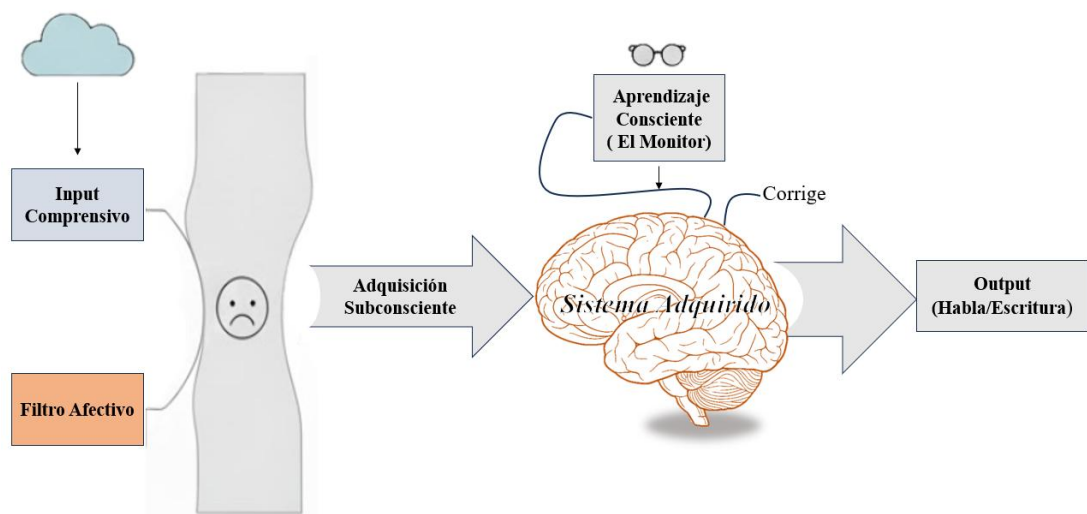 Input
Comprensivo
Filtro Afectivo
Adquisición
Subconsciente
Aprendizaje
Consciente
( El Monitor)
Corrige
Sistema Adquirido
Output
(Habla/Escritura)